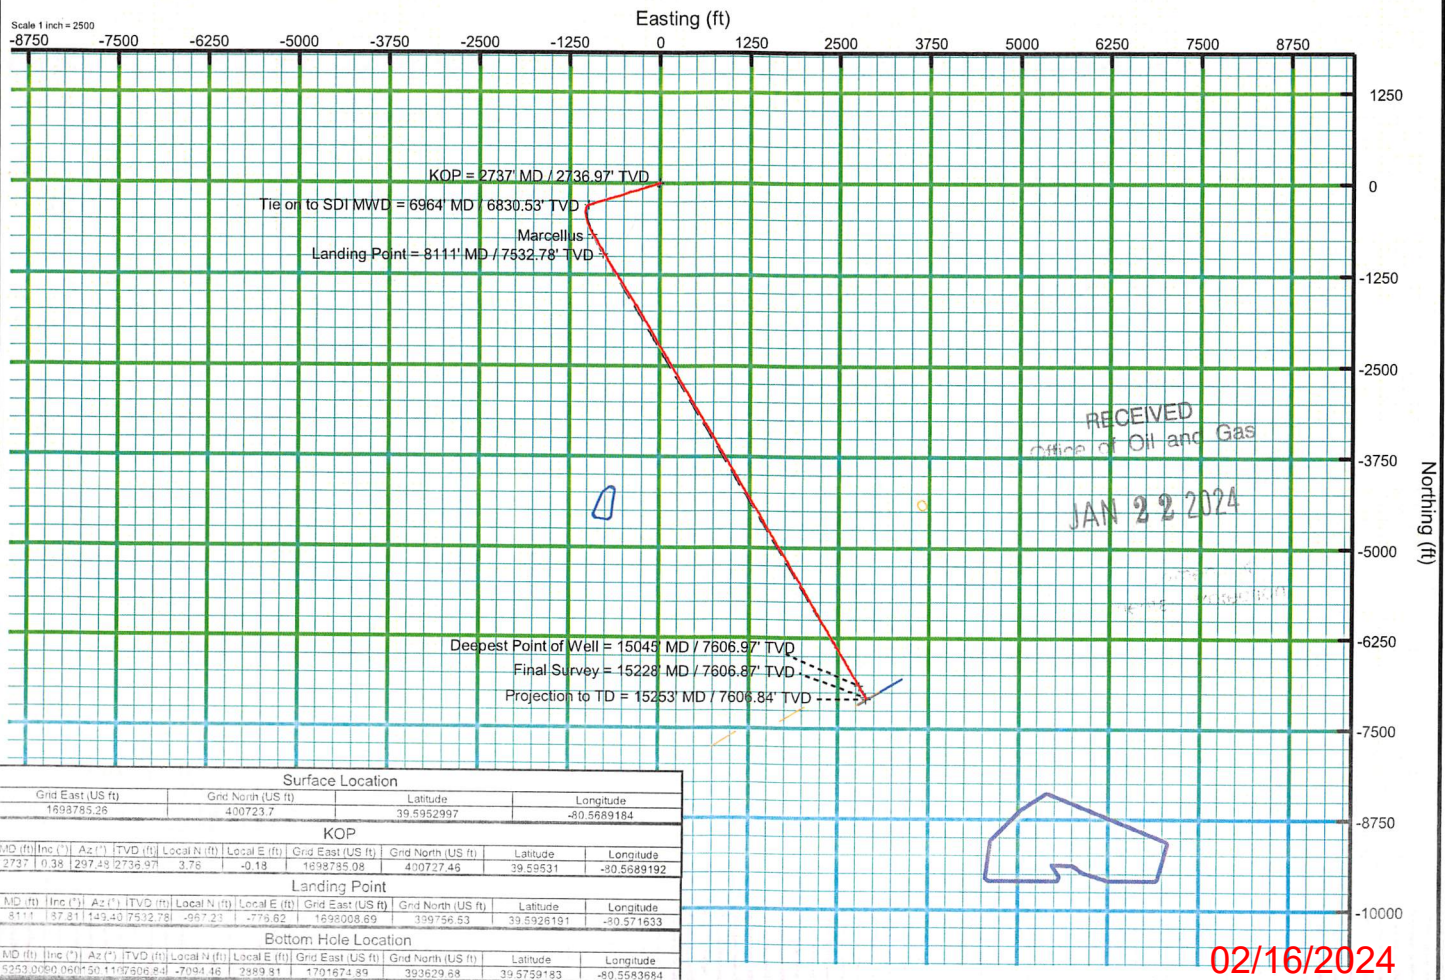 Easting (ft)
Scale 1 inch = 2500
-8750 -7500 -6250 -5000 -3750 -2500 -1250 0 1250 2500 3750 5000 6250 7500 8750
1250
KOP = 2737' MD / 2736.97' TVD
0
Tie on to SDI MWD = 6964' MD / 6830.53' TVD
Marcellus
Landing Point = 8111' MD / 7532.78' TVD
-1250
-2500
RECEIVED
Office of Oil and Gas
-3750
Northing (ft)
JAN 22 2024
-5000
-6250
Deepest Point of Well = 15045' MD / 7606.97' TVD
Final Survey = 15228' MD / 7606.87' TVD
Projection to TD = 15253' MD / 7606.84' TVD
-7500
-8750
-10000
Surface Location
Grid East (US ft) Grid North (US ft) Latitude Longitude
1698785.26 400723.7 39.5952997 -80.5689184
KOP
MD (ft) Inc (°) Az (°) TVD (ft) Local N (ft) Local E (ft) Grid East (US ft) Grid North (US ft) Latitude Longitude
2737 0.38 297.48 2736.97 3.76 -0.18 1698785.08 400727.46 39.59531 -80.5689192
Landing Point
MD (ft) Inc (°) Az (°) TVD (ft) Local N (ft) Local E (ft) Grid East (US ft) Grid North (US ft) Latitude Longitude
8111 87.81 149.40 7532.78 -967.23 -776.62 1698008.69 399756.53 39.5926191 -80.571633
Bottom Hole Location
MD (ft) Inc (°) Az (°) TVD (ft) Local N (ft) Local E (ft) Grid East (US ft) Grid North (US ft) Latitude Longitude
5253.00 90.060 150.110 7606.84 -7094.46 2889.81 1701674.89 393629.68 39.5759183 -80.5583684
02/16/2024